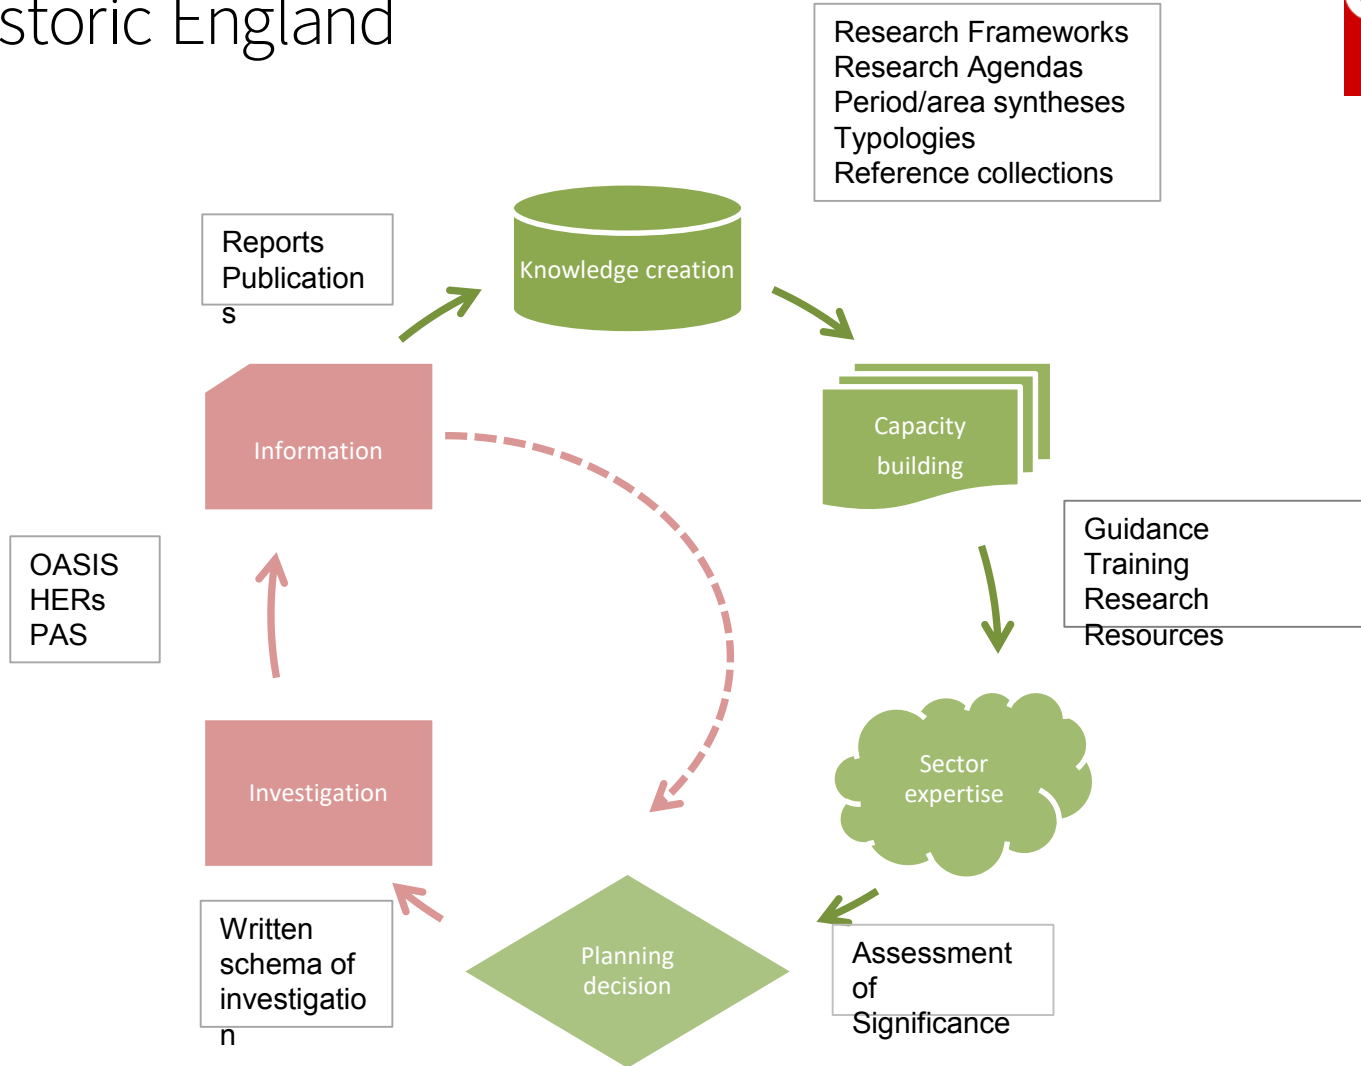 storic England
Research Frameworks
Research Agendas
Period/area syntheses
Typologies
Reference collections
Reports
Publication
s
Knowledge creation
Information
Capacity
building
OASIS
HERs
PAS
Guidance
Training
Research
Resources
Investigation
Sector
expertise
Written
schema of
investigatio
n
Planning
decision
Assessment
of
Significance